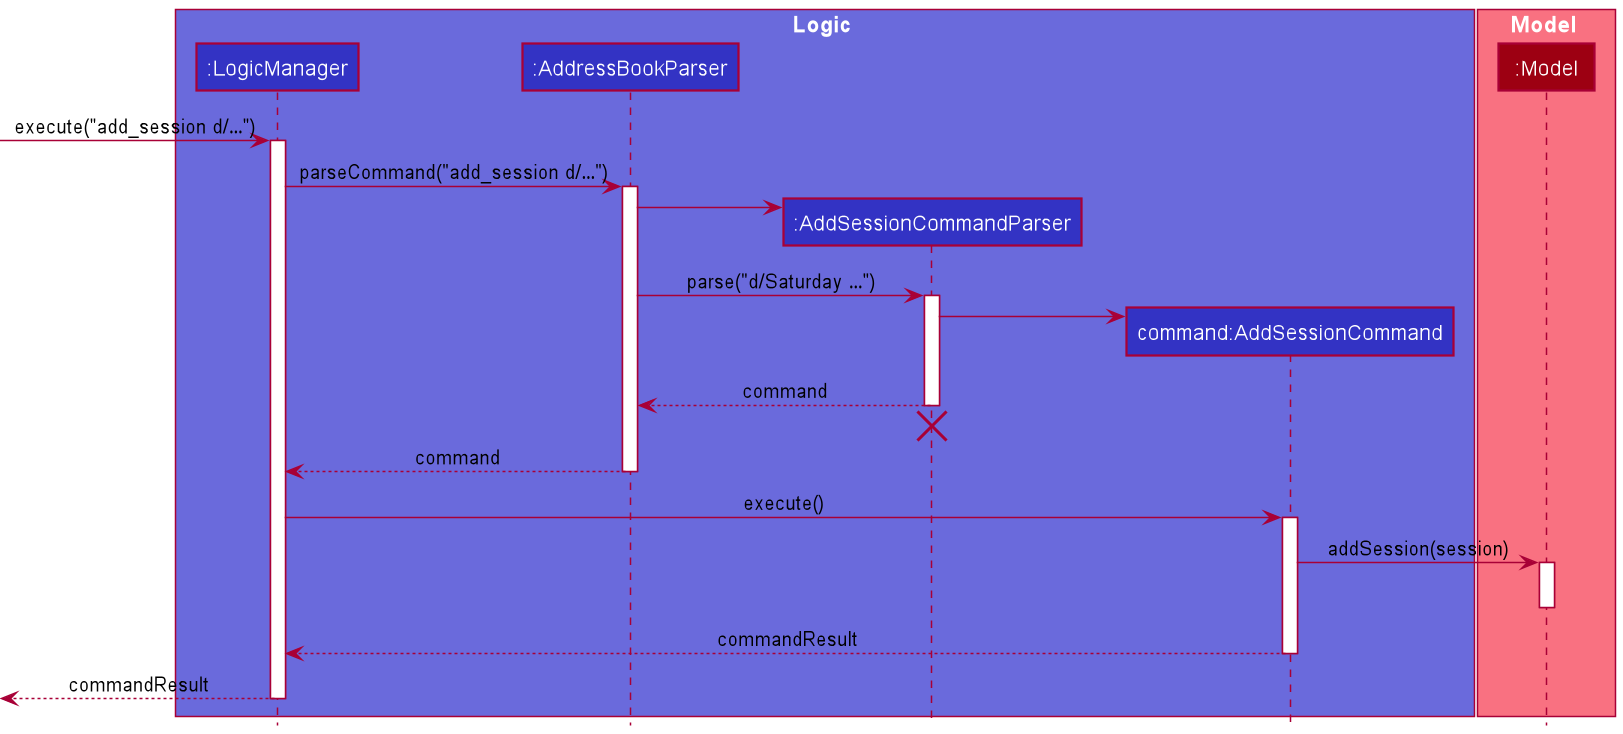 Logic
Model
:LogicManager
:AddressBookParser
:Model
execute("add_session d/...")
parseCommand("add_session d/...")
:AddSessionCommandParser
parse("d/Saturday ...")
command:AddSessionCommand
command
command
execute()
addSession(session)
commandResult
commandResult